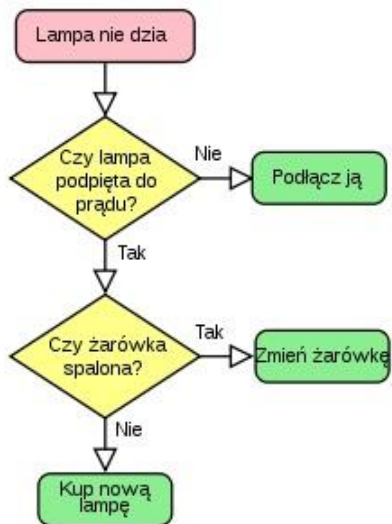 Lampa nie dzia
Czy lampa
podpięta do
prądu?
Nie
Podłącz ją
Tak
Czy żarówka
spalona?
Tak
Zmień żarówkę
Nie
Kup nową
lampę